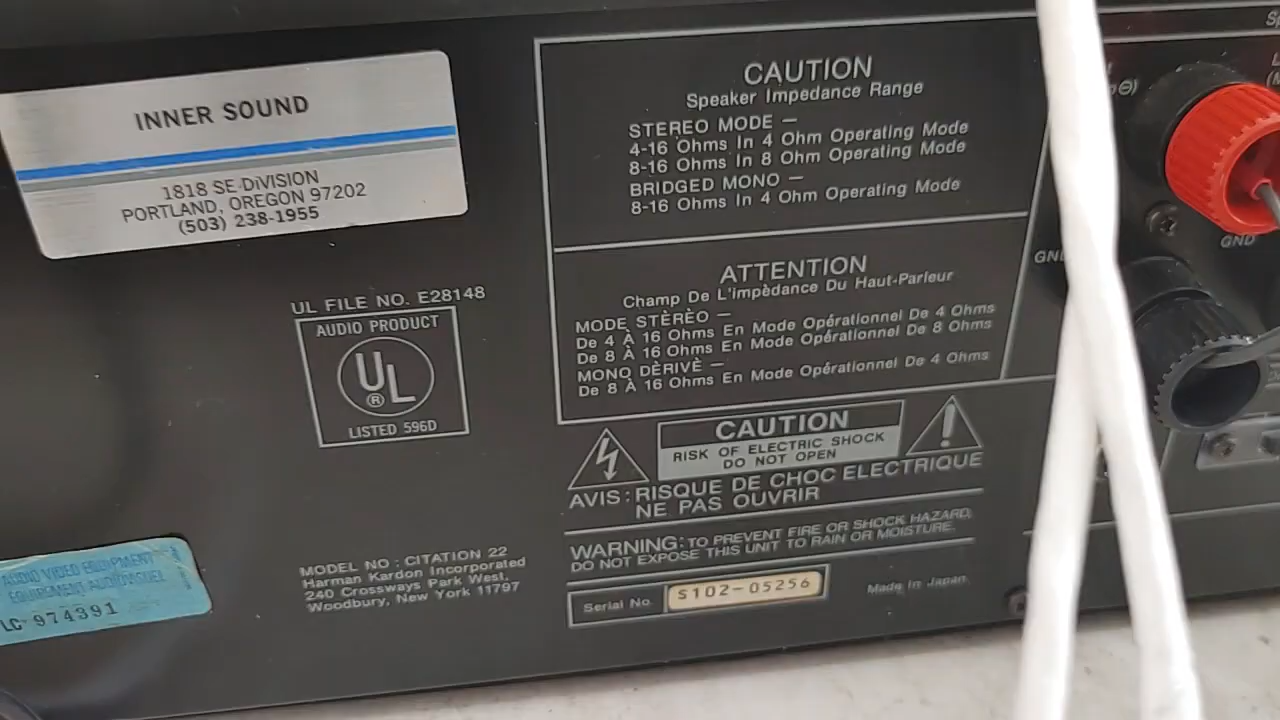 INNER SOUND
1818 SE DIVISION
PORTLAND, OREGON 97202
(503) 238-1955
UL FILE NO. E28148
AUDIO PRODUCT
UL
®
LISTED 596D
AUDIO VIDEO EQUIPMENT
EQUIPMENT AUDIOVISUEL
LC 974391
MODEL NO : CITATION 22
Harman Kardon Incorporated
240 Crossways Park West,
Woodbury, New York 11797
CAUTION
Speaker Impedance Range
STEREO MODE —
4-16 Ohms In 4 Ohm Operating Mode
8-16 Ohms In 8 Ohm Operating Mode
BRIDGED MONO —
8-16 Ohms In 4 Ohm Operating Mode
ATTENTION
Champ De L'impèdance Du Haut-Parleur
MODE STÈRÈO —
De 4 À 16 Ohms En Mode Opérationnel De 4 Ohms
De 8 À 16 Ohms En Mode Opérationnel De 8 Ohms
MONO DÈRIVÈ —
De 8 À 16 Ohms En Mode Opérationnel De 4 Ohms
CAUTION
RISK OF ELECTRIC SHOCK
DO NOT OPEN
AVIS : RISQUE DE CHOC ELECTRIQUE
NE PAS OUVRIR
WARNING: TO PREVENT FIRE OR SHOCK HAZARD,
DO NOT EXPOSE THIS UNIT TO RAIN OR MOISTURE.
Serial No. S102-05256
Made In Japan
GND
GND